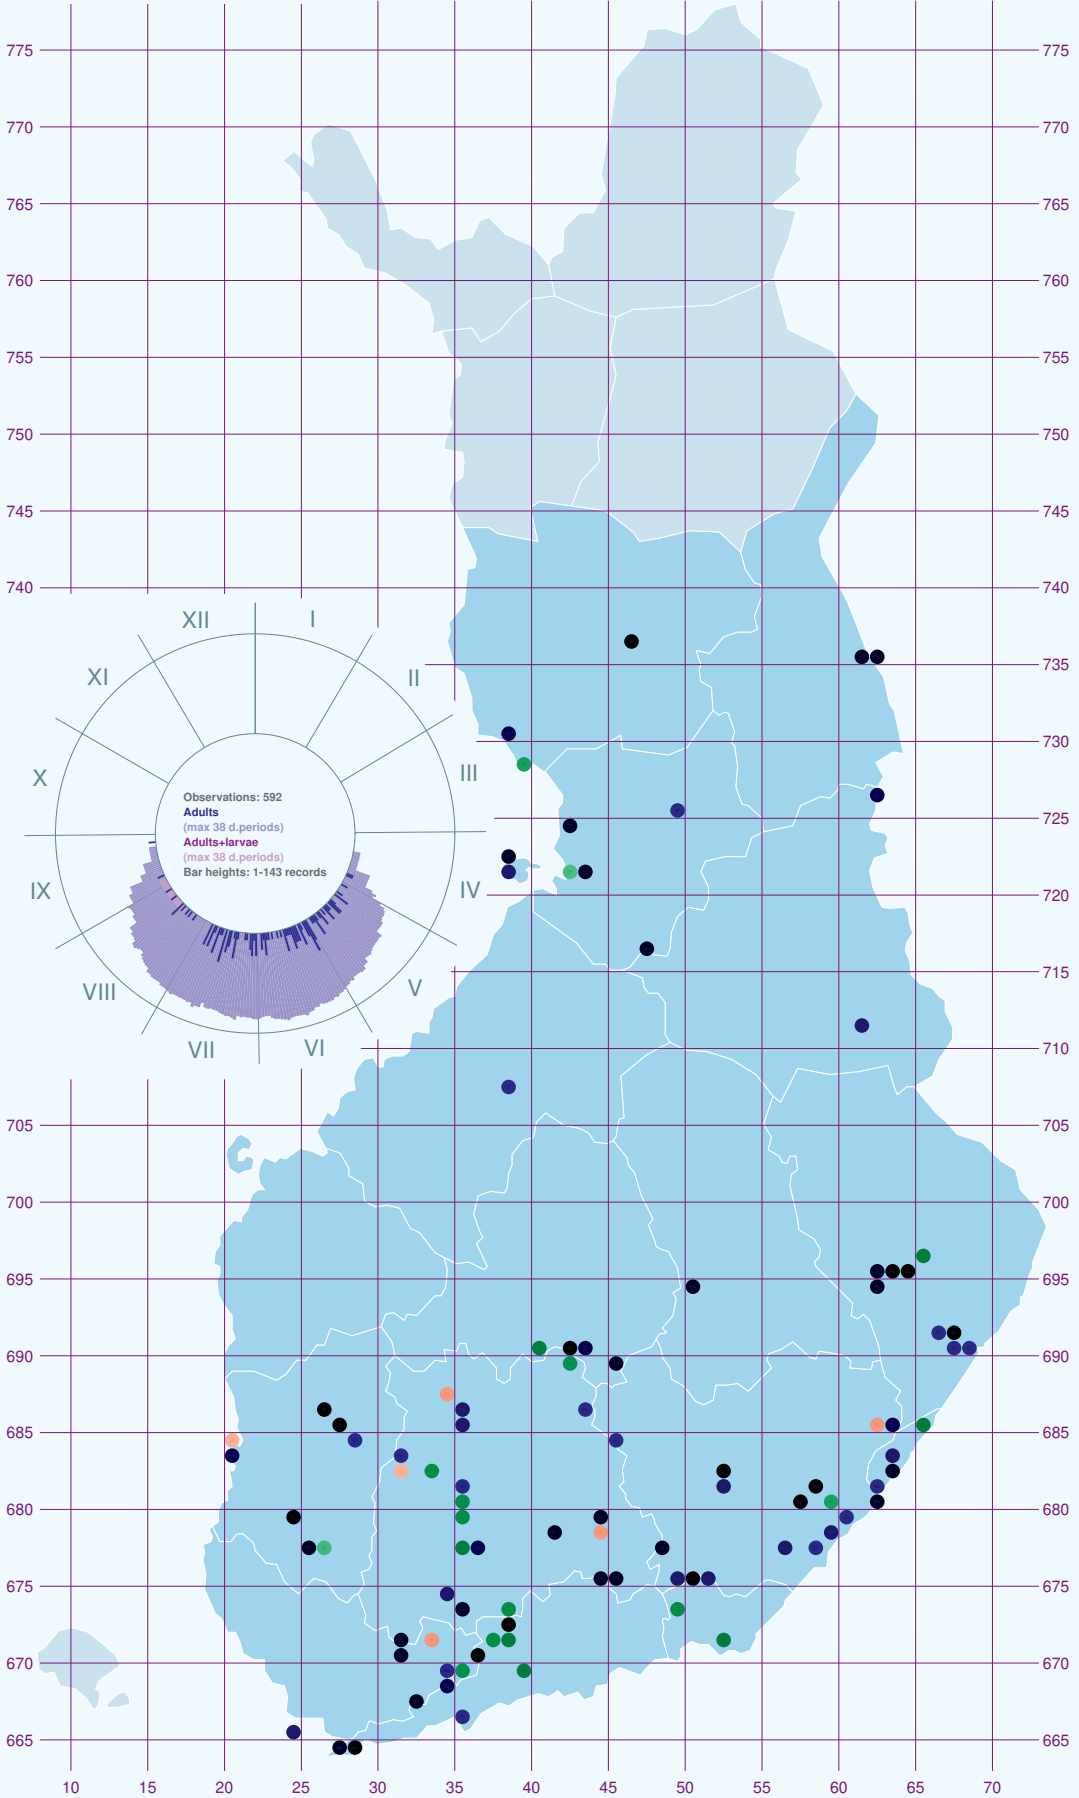 775 775
770 770
765 765
760 760
755 755
750 750
745 745
740 740
XII I
XI II
735 735
730 730
X III
Observations: 592
Adults
(max 38 d.periods)
Adults+larvae
(max 38 d.periods)
Bar heights: 1-143 records
725
IX IV
720
VIII V
715
VII VI
710
705 705
700 700
695 695
690 690
685 685
680 680
675 675
670 670
665 665
10 15 20 25 30 35 40 45 50 55 60 65 70